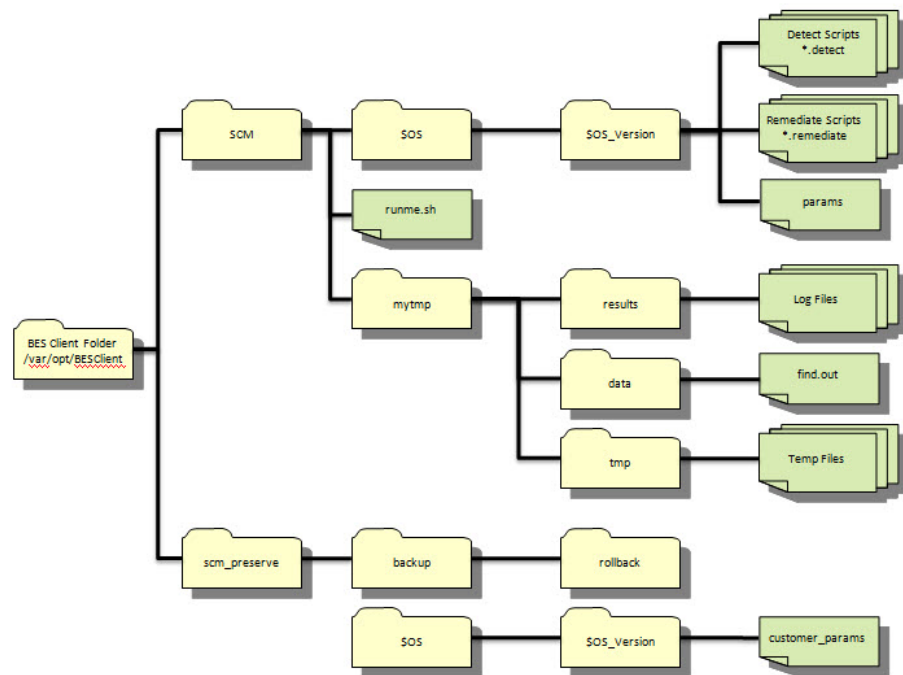 Detect Scripts
*.detect
SCM
$OS
$OS_Version
Remediate Scripts
*.remediate
runme.sh
params
mytmp
results
Log Files
BES Client Folder
/var/opt/BESClient
data
find.out
tmp
Temp Files
scm_preserve
backup
rollback
$OS
$OS_Version
customer_params